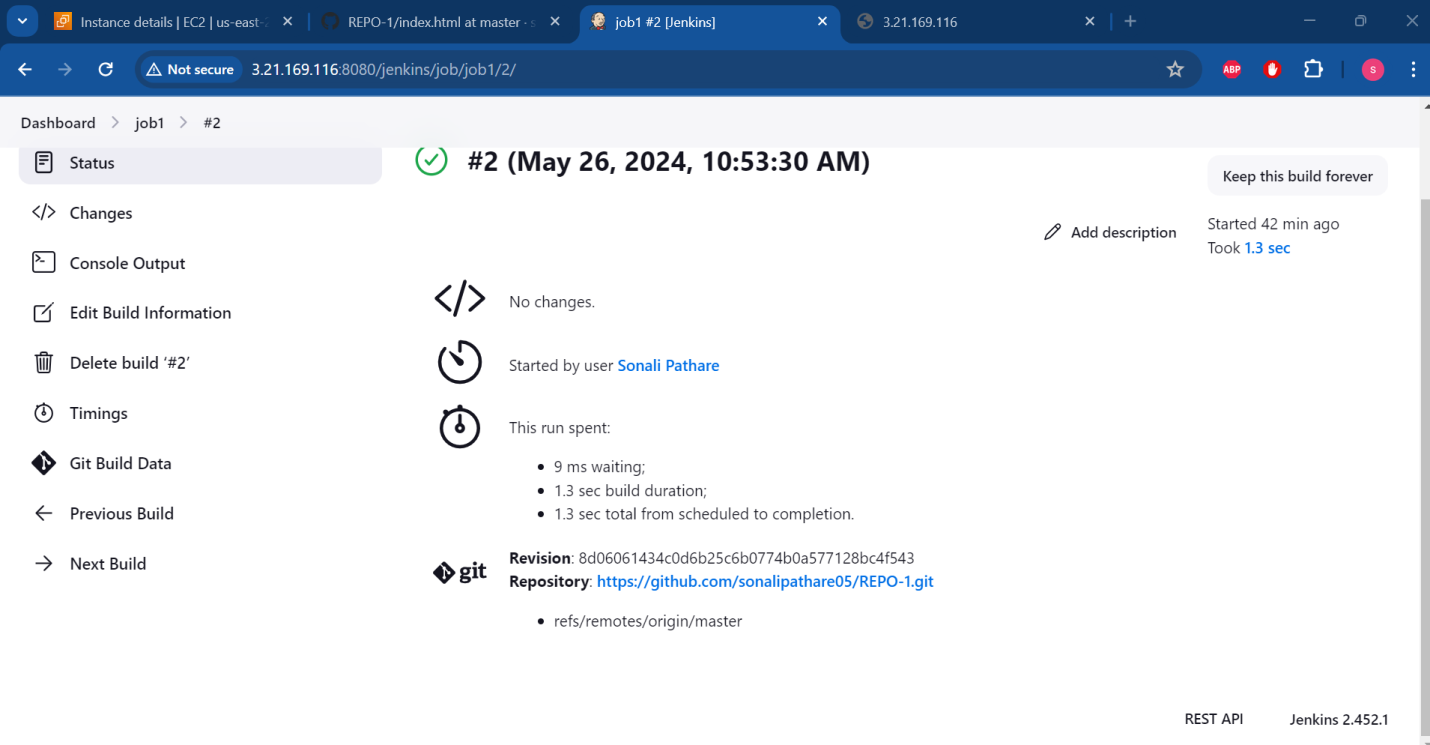 Instance details | EC2 | us-east-2
REPO-1/index.html at master · s
job1 #2 [Jenkins]
3.21.169.116
Not secure
3.21.169.116:8080/jenkins/job/job1/2/
ABP
S
Dashboard > job1 > #2
Status
#2 (May 26, 2024, 10:53:30 AM)
Keep this build forever
Changes
Add description
Started 42 min ago
Took 1.3 sec
Console Output
No changes.
Edit Build Information
Started by user Sonali Pathare
Delete build ‘#2’
Timings
This run spent:
9 ms waiting;
1.3 sec build duration;
1.3 sec total from scheduled to completion.
Git Build Data
Previous Build
Next Build
git
Revision: 8d06061434c0d6b25c6b0774b0a577128bc4f543
Repository: https://github.com/sonalipathare05/REPO-1.git
refs/remotes/origin/master
REST API
Jenkins 2.452.1